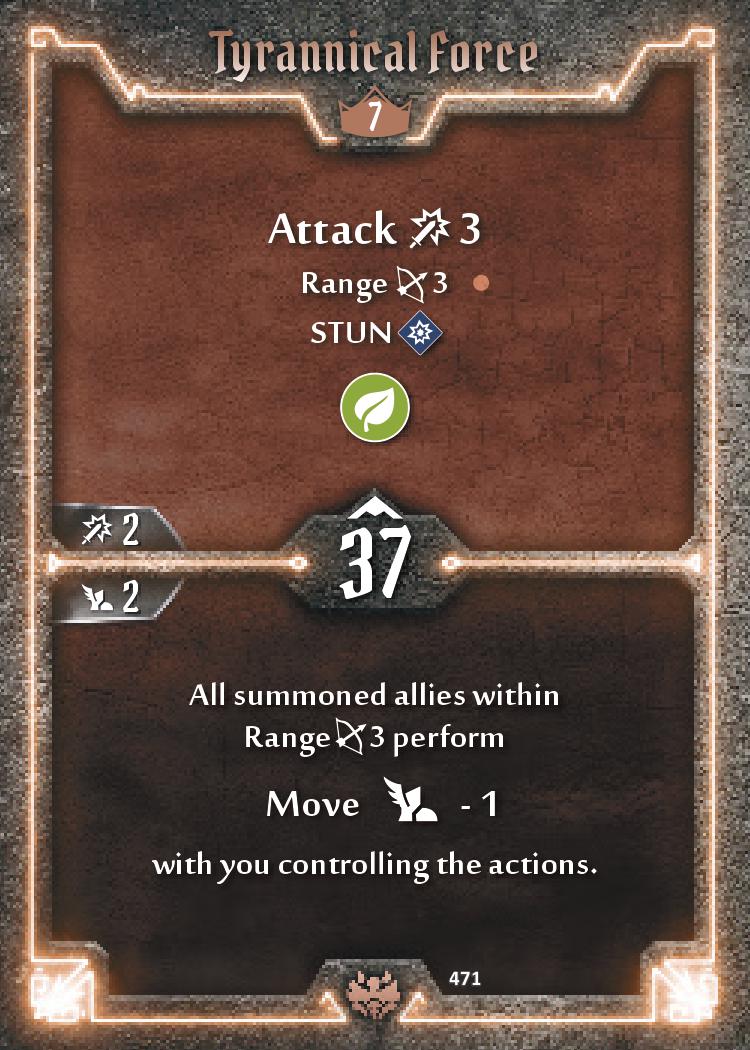 Tyrannical Force
7
Attack 3
Range 3
STUN
2
37
2
All summoned allies within
Range 3 perform
Move - 1
with you controlling the actions.
471